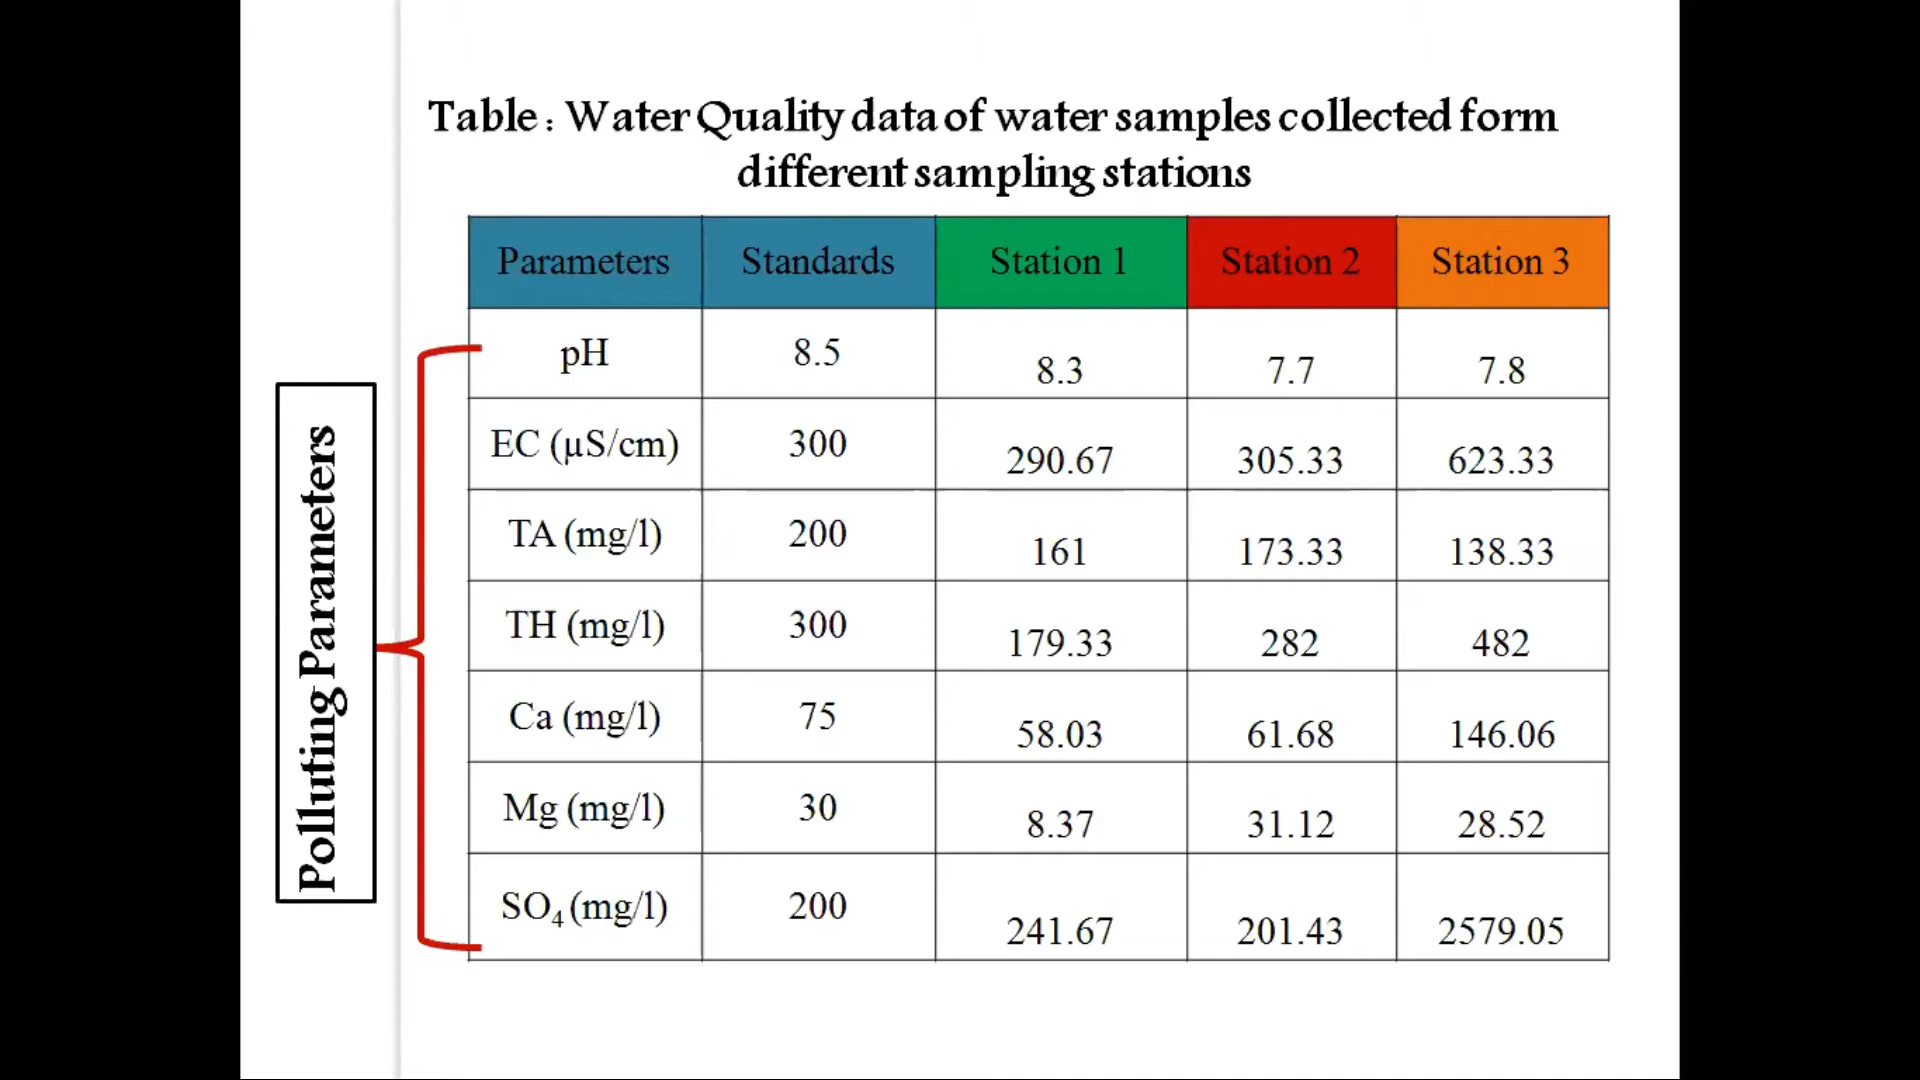 Table : Water Quality data of water samples collected form
different sampling stations
Polluting Parameters
Parameters Standards Station 1 Station 2 Station 3
pH 8.5 8.3 7.7 7.8
EC (µS/cm) 300 290.67 305.33 623.33
TA (mg/l) 200 161 173.33 138.33
TH (mg/l) 300 179.33 282 482
Ca (mg/l) 75 58.03 61.68 146.06
Mg (mg/l) 30 8.37 31.12 28.52
SO₄ (mg/l) 200 241.67 201.43 2579.05